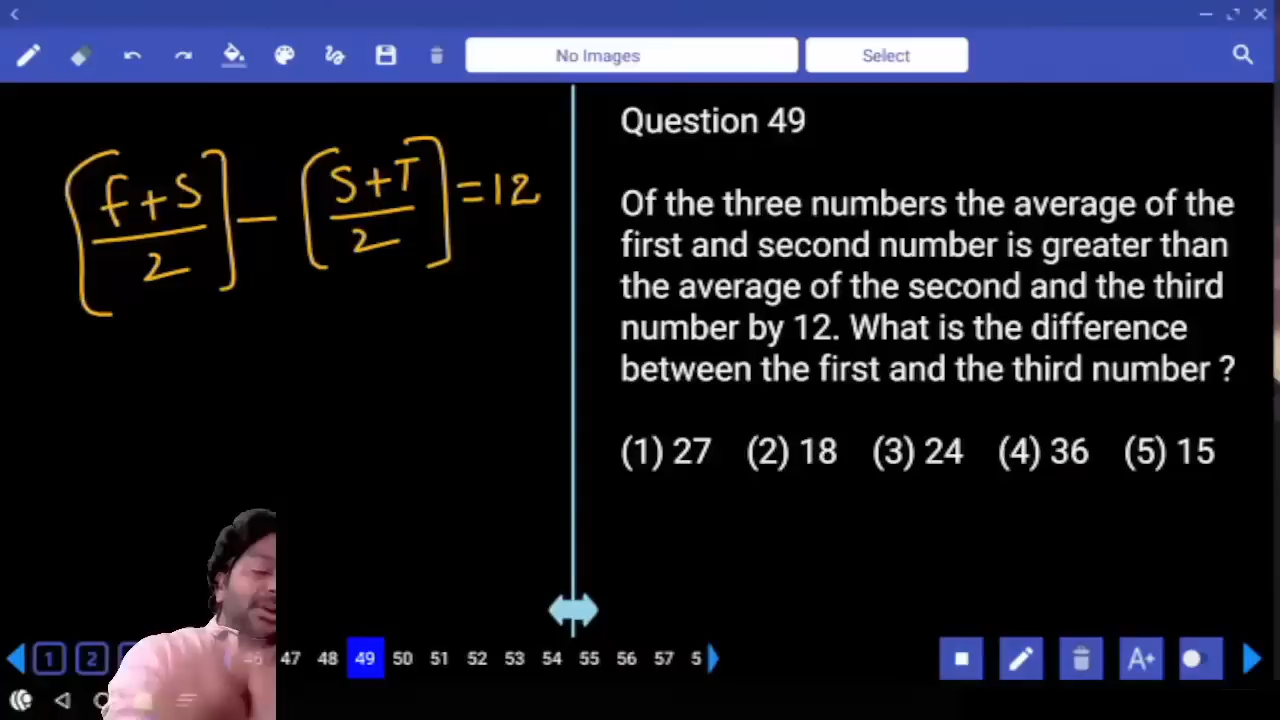 No Images
Select
[f+S/2] - [S+T/2] = 12
Question 49
Of the three numbers the average of the
first and second number is greater than
the average of the second and the third
number by 12. What is the difference
between the first and the third number ?
(1) 27 (2) 18 (3) 24 (4) 36 (5) 15
1 2 47 48 49 50 51 52 53 54 55 56 57 5
A+